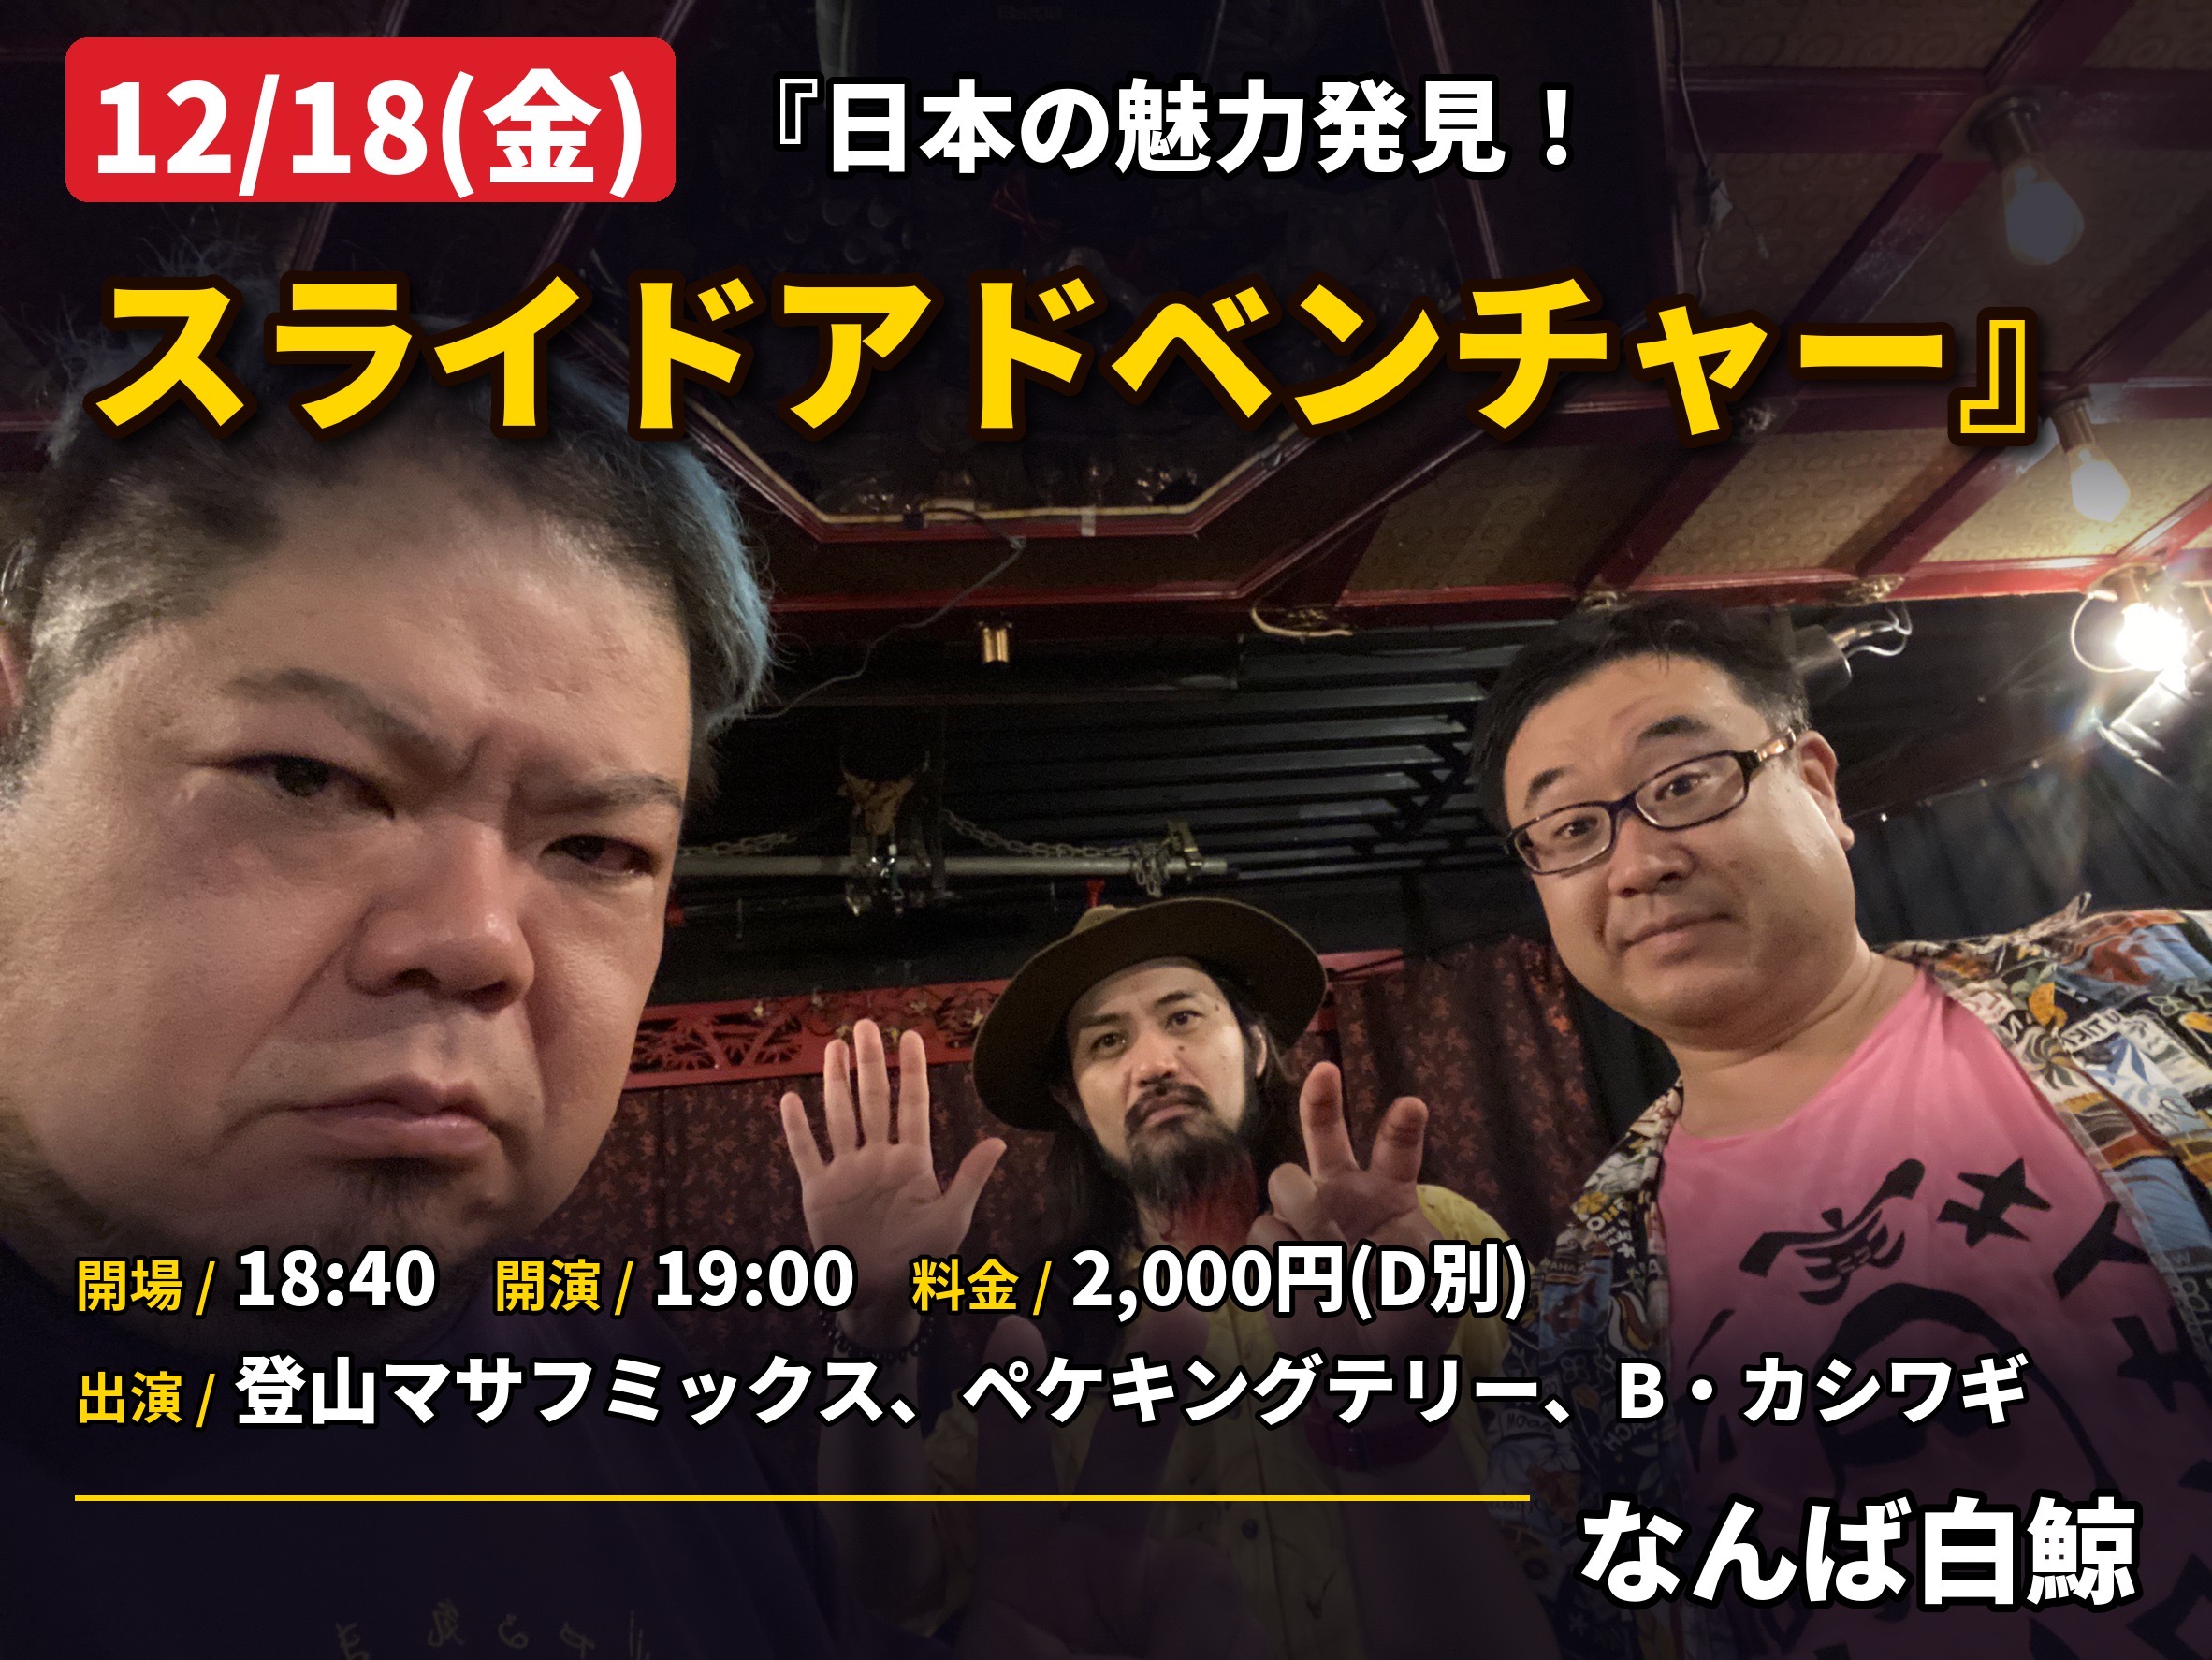 12/18(金)
『日本の魅力発見！
スライドアドベンチャー』
開場 / 18:40 開演 / 19:00 料金 / 2,000円(D別)
出演 / 登山マサフミックス、ペケキングテリー、B・カシワギ
なんば白鯨